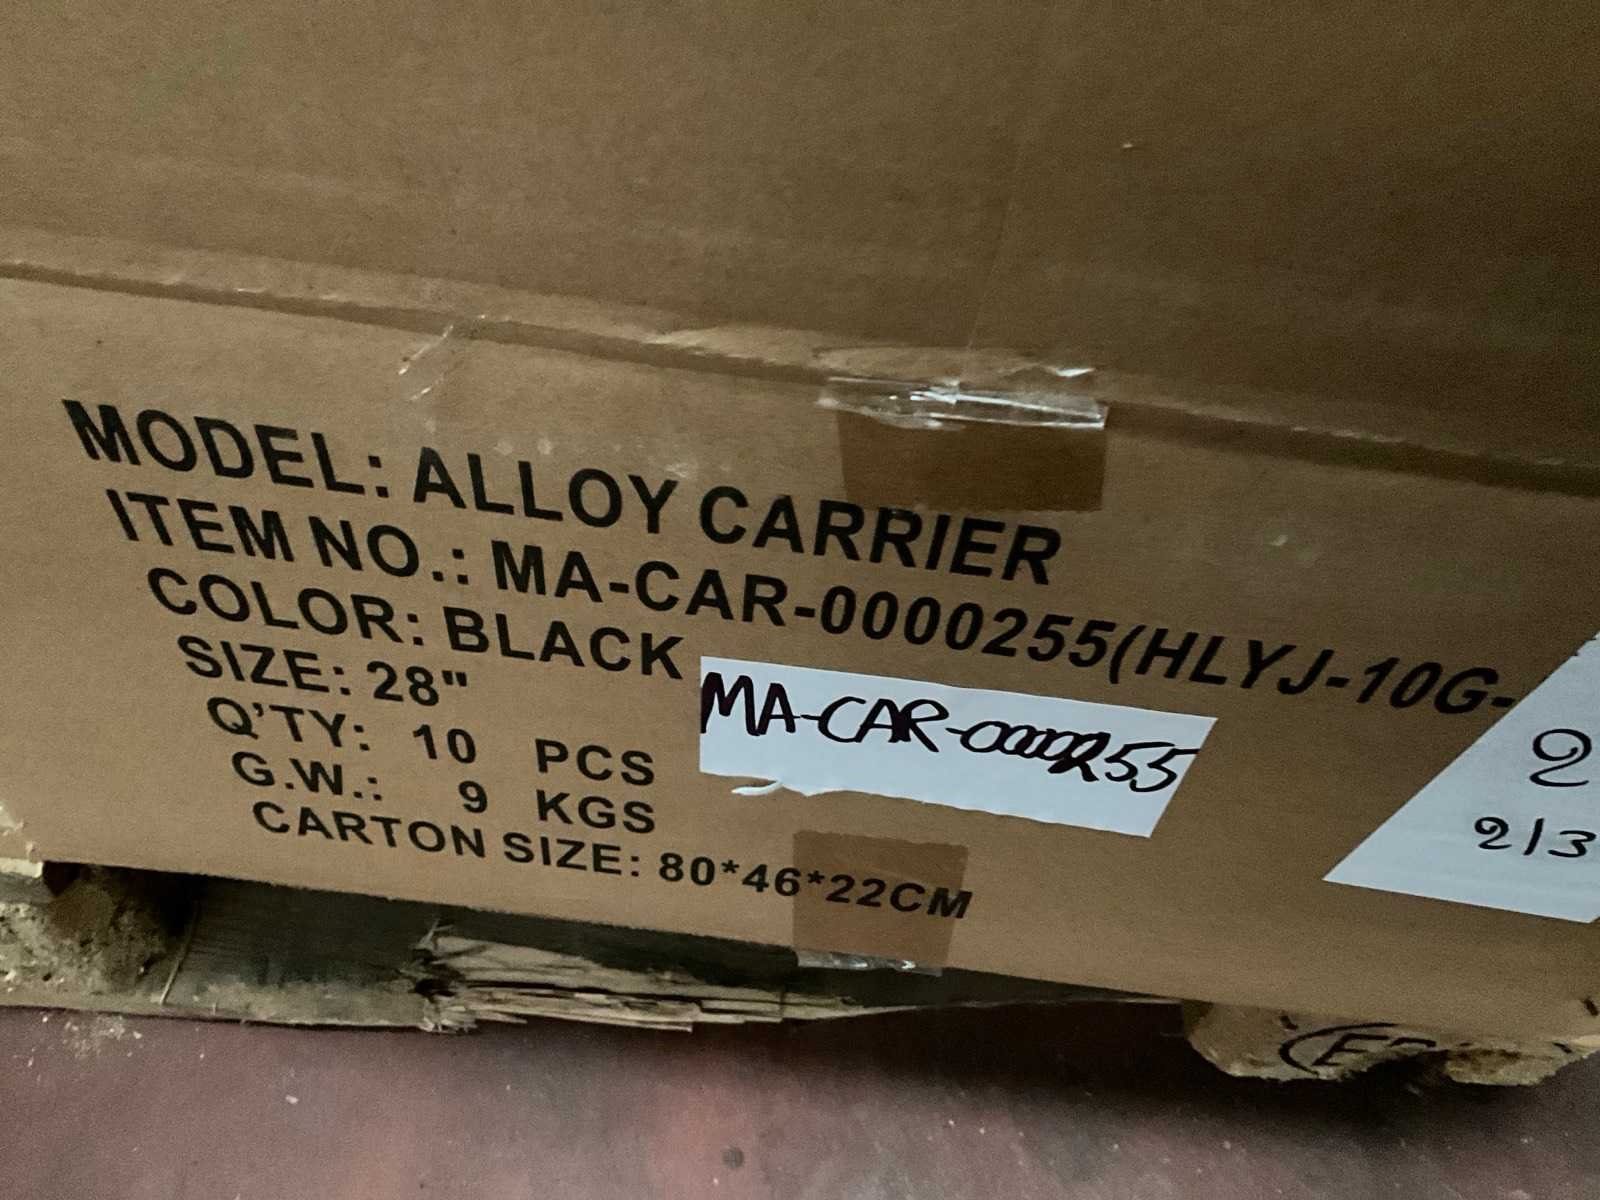 MODEL: ALLOY CARRIER
ITEM NO.: MA-CAR-0000255(HLYJ-10G-
COLOR: BLACK
SIZE: 28"
Q'TY: 10 PCS
G.W.: 9 KGS
CARTON SIZE: 80*46*22CM
MA-CAR-0000255
2
2/3